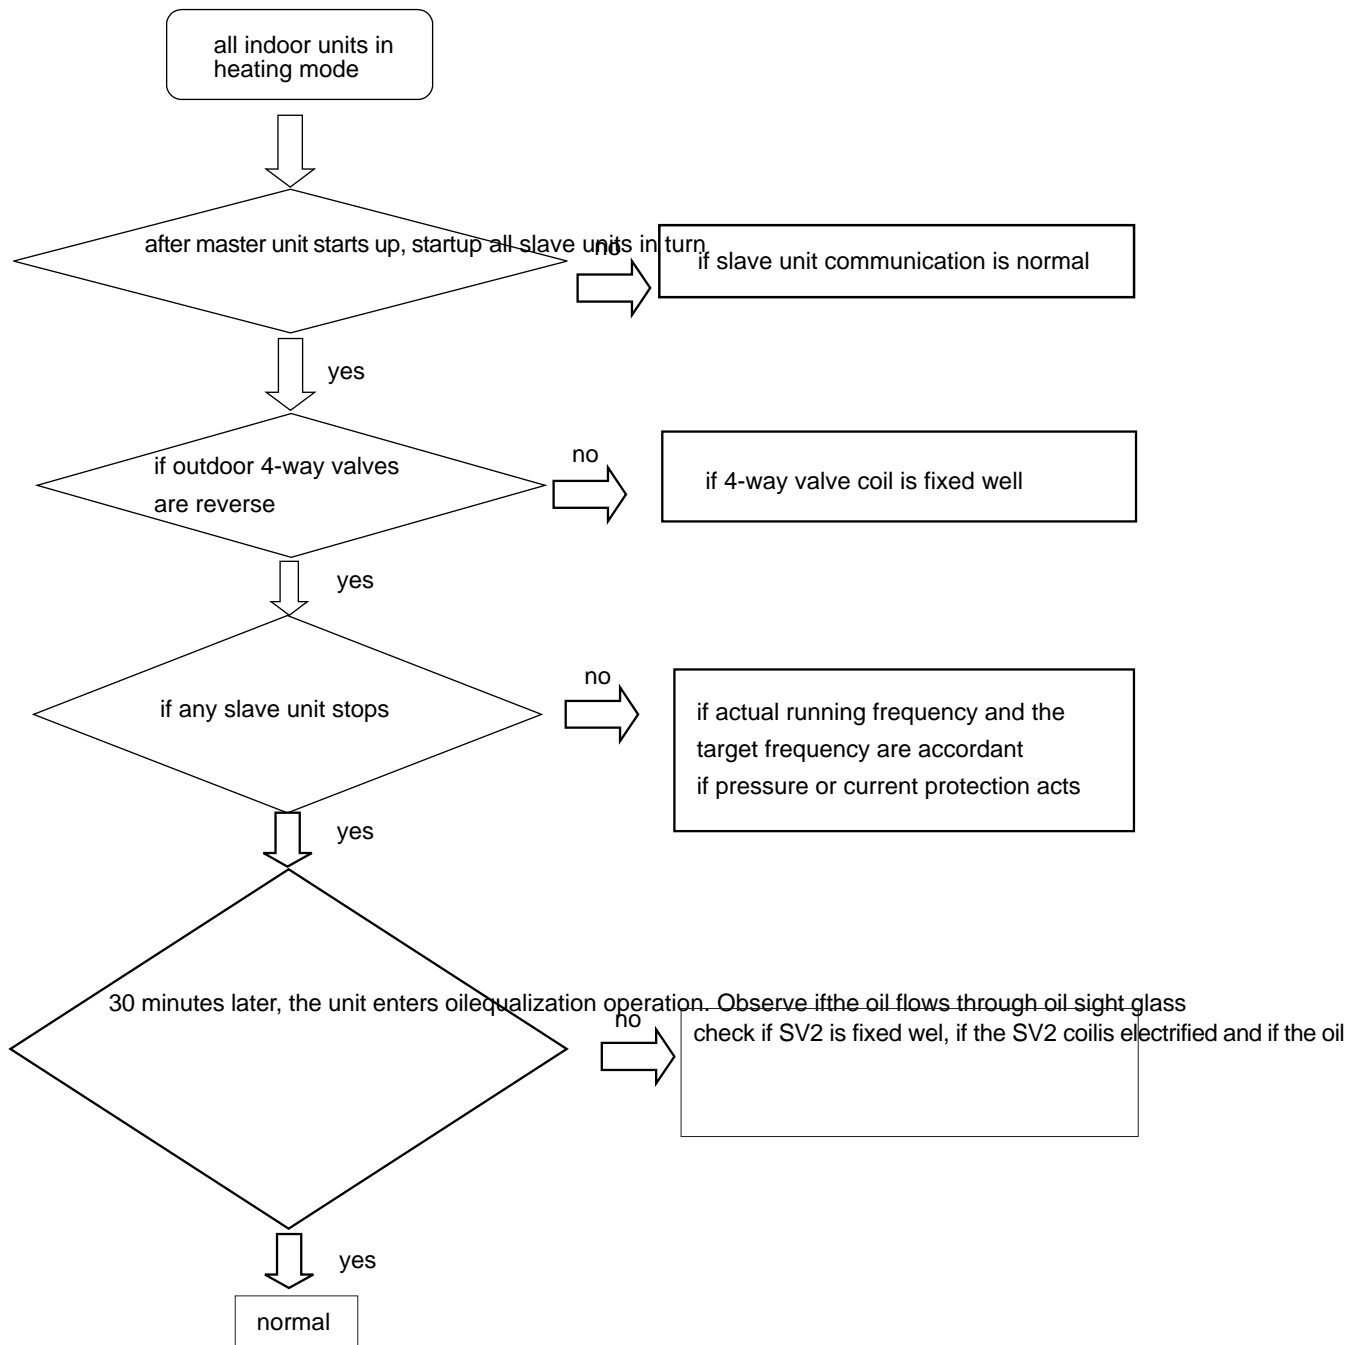 all indoor units in
heating mode
after master unit starts up, startup all slave units in turn
no
if slave unit communication is normal
yes
if outdoor 4-way valves
are reverse
no
if 4-way valve coil is fixed well
yes
if any slave unit stops
no
if actual running frequency and the
target frequency are accordant
if pressure or current protection acts
yes
30 minutes later, the unit enters oilequalization operation. Observe ifthe oil flows through oil sight glass
no
check if SV2 is fixed wel, if the SV2 coilis electrified and if the oil
yes
normal